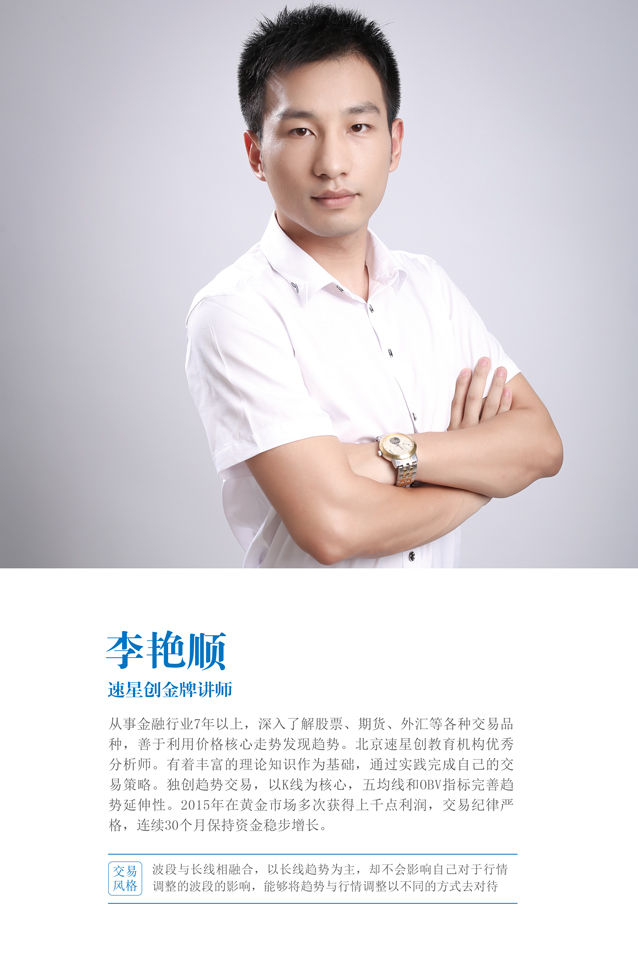 李艳顺
速星创金牌讲师
从事金融行业7年以上，深入了解股票、期货、外汇等各种交易品
种，善于利用价格核心走势发现趋势。北京速星创教育机构优秀
分析师。有着丰富的理论知识作为基础，通过实践完成自己的交
易策略。独创趋势交易，以K线为核心，五均线和OBV指标完善趋
势延伸性。2015年在黄金市场多次获得上千点利润，交易纪律严
格，连续30个月保持资金稳步增长。
交易
风格
波段与长线相融合，以长线趋势为主，却不会影响自己对于行情
调整的波段的影响，能够将趋势与行情调整以不同的方式去对待